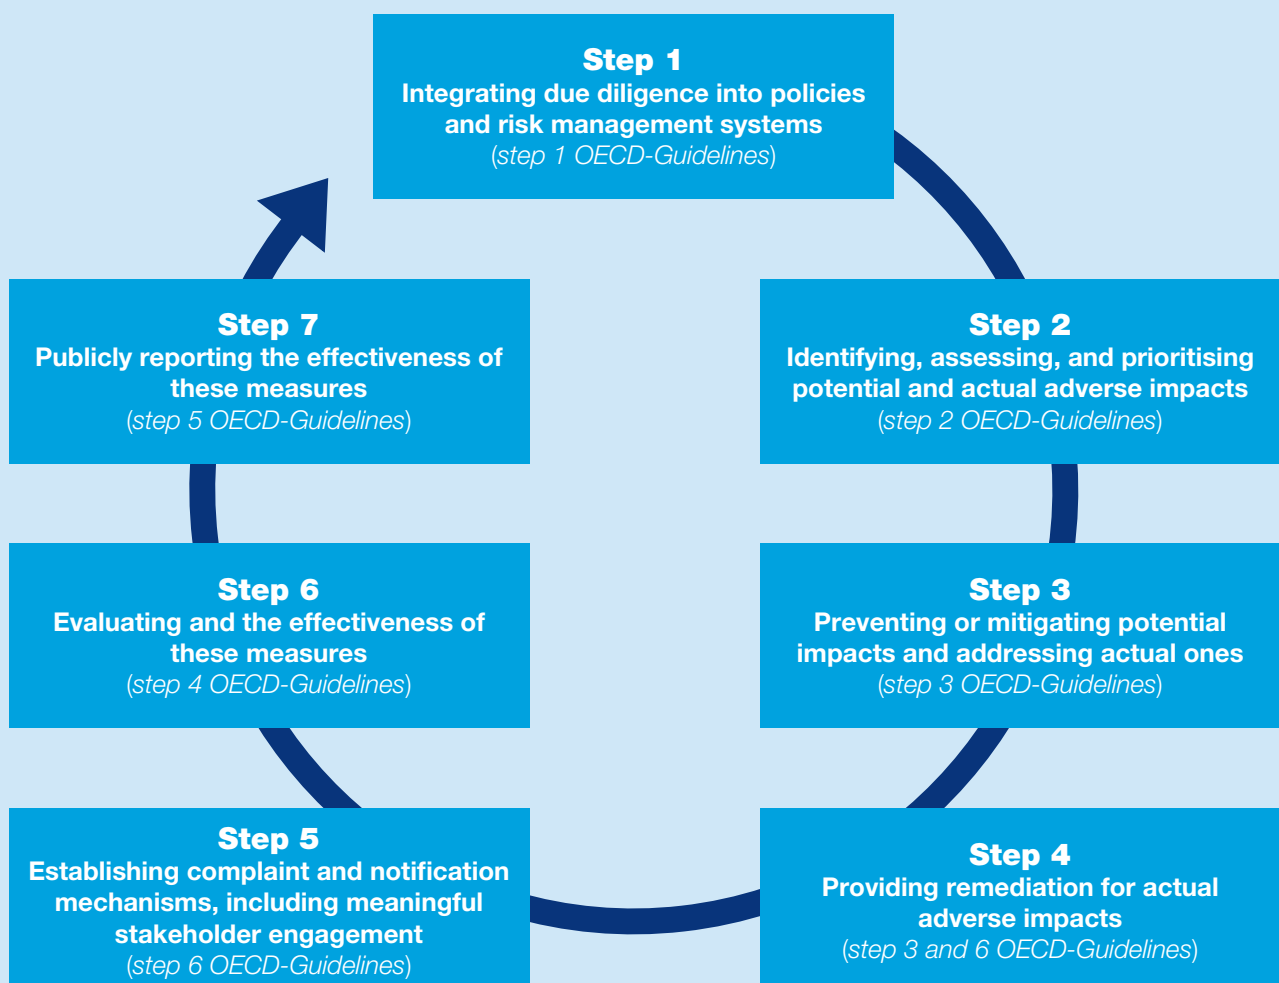 Step 1
Integrating due diligence into policies
and risk management systems
(step 1 OECD-Guidelines)
Step 2
Identifying, assessing, and prioritising
potential and actual adverse impacts
(step 2 OECD-Guidelines)
Step 3
Preventing or mitigating potential
impacts and addressing actual ones
(step 3 OECD-Guidelines)
Step 4
Providing remediation for actual
adverse impacts
(step 3 and 6 OECD-Guidelines)
Step 5
Establishing complaint and notification
mechanisms, including meaningful
stakeholder engagement
(step 6 OECD-Guidelines)
Step 6
Evaluating and the effectiveness of
these measures
(step 4 OECD-Guidelines)
Step 7
Publicly reporting the effectiveness of
these measures
(step 5 OECD-Guidelines)